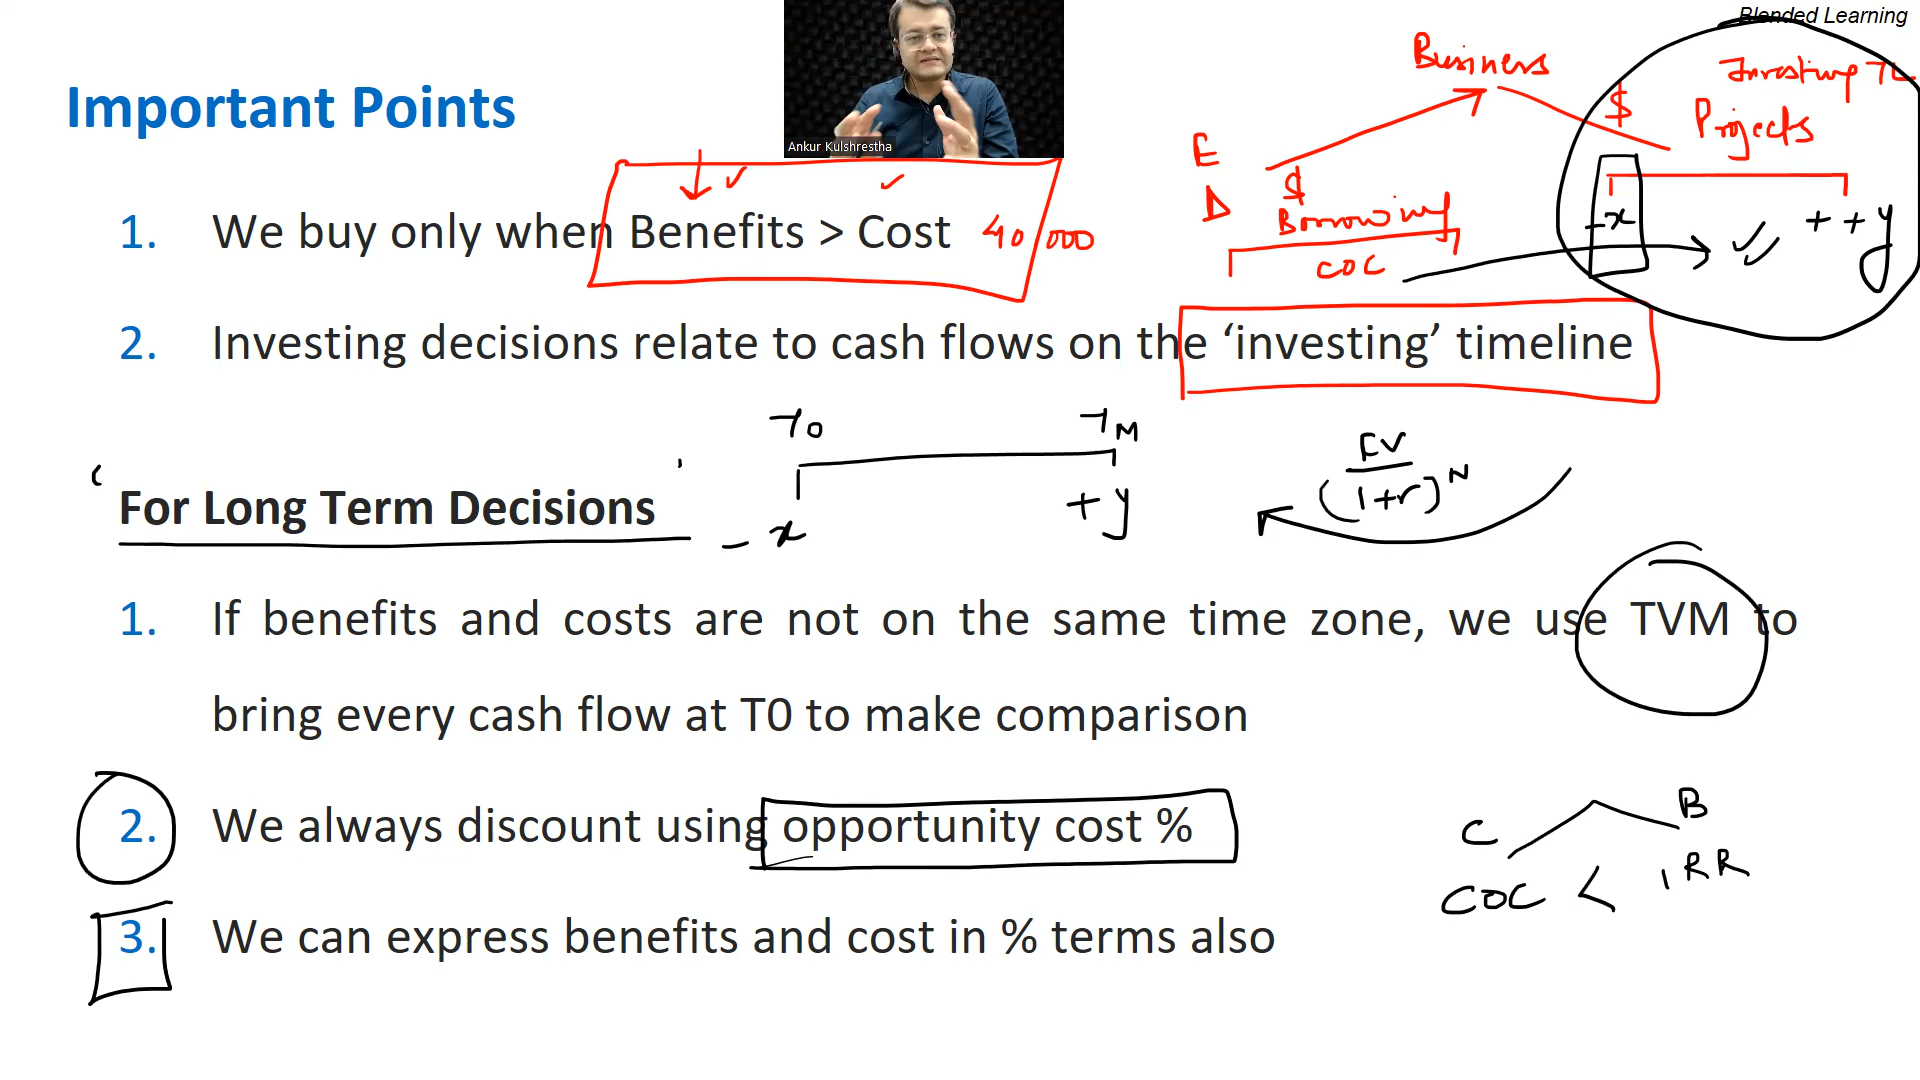 Blended Learning
Important Points
Ankur Kulshrestha
Business
$
Investing TL
Projects
E
D
$
Borrowing
COC
- x
+ + y
1. We buy only when Benefits > Cost 40 000
2. Investing decisions relate to cash flows on the ‘investing’ timeline
T0
TM
- x
+ y
FV
(1+r)^N
‘For Long Term Decisions’
1. If benefits and costs are not on the same time zone, we use TVM to
bring every cash flow at T0 to make comparison
2. We always discount using opportunity cost %
C
B
COC < IRR
3. We can express benefits and cost in % terms also